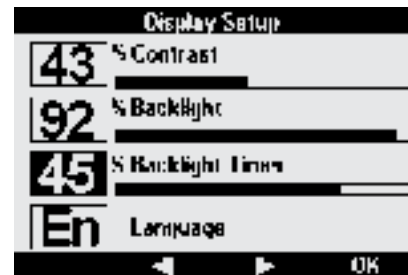 Display Setup
43 % Contrast
92 % Backlight
45 % Backlight Timer
En Language
OK